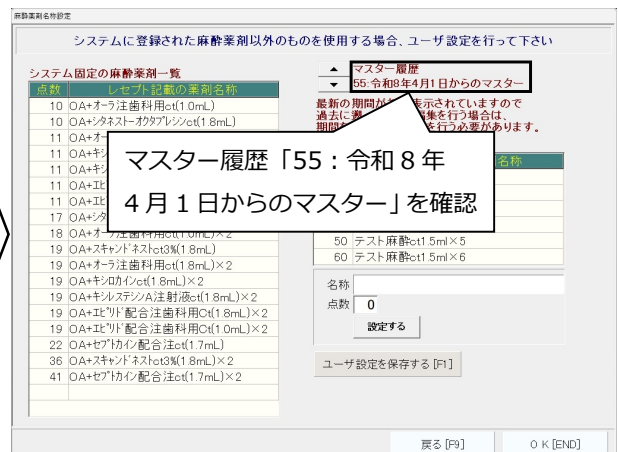 麻酔薬剤名称設定
システムに登録された麻酔薬剤以外のものを使用する場合、ユーザ設定を行って下さい
システム固定の麻酔薬剤一覧
点数 レセプト記載の薬剤名称
10 OA+オーラ注歯科用ct(1.0mL)
10 OA+シタネスト-オクタプレシンct(1.8mL)
11 OA+オー
11 OA+キシ
11 OA+キシ
11 OA+エピ
11 OA+エピ
17 OA+シタ
18 OA+オーラ注歯科用ct(1.0mL)×2
19 OA+スキャンドネストct3%(1.8mL)
19 OA+オーラ注歯科用ct(1.8mL)×2
19 OA+キシロカインct(1.8mL)×2
19 OA+キシレステシンA注射液ct(1.8mL)×2
19 OA+エピリド配合注歯科用Ct(1.8mL)×2
19 OA+エピリド配合注歯科用Ct(1.0mL)×2
22 OA+セプトカイン配合注ct(1.7mL)
36 OA+スキャンドネストct3%(1.8mL)×2
41 OA+セプトカイン配合注ct(1.7mL)×2
マスター履歴
55:令和8年4月1日からのマスター
最新の期間が
表示されていますので
過去に
集を行う場合は、
期間
を行う必要があります。
マスター履歴「55：令和８年
４月１日からのマスター」を確認
名称
50 テスト麻酔ct1.5ml×5
60 テスト麻酔ct1.5ml×6
名称
点数 0
設定する
ユーザ設定を保存する [F1]
戻る [F9]
ＯＫ[END]